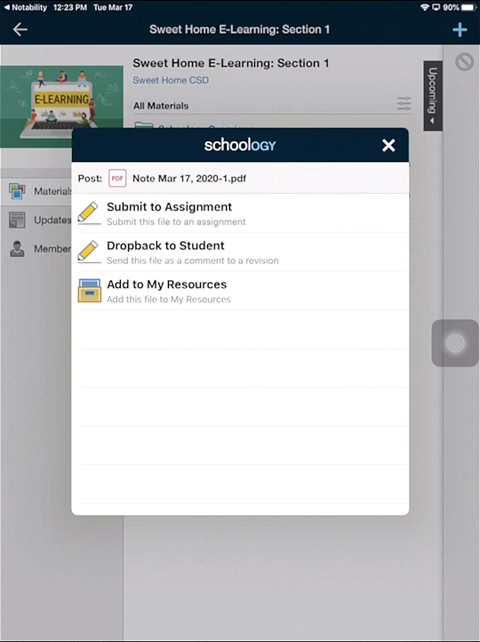 Notability 12:23 PM Tue Mar 17 90%
Sweet Home E-Learning: Section 1
Sweet Home E-Learning: Section 1
Sweet Home CSD
E-LEARNING
All Materials
Upcoming
schoology
Post: PDF Note Mar 17, 2020-1.pdf
Submit to Assignment
Submit this file to an assignment
Materials
Dropback to Student
Updates
Send this file as a comment to a revision
Member
Add to My Resources
Add this file to My Resources